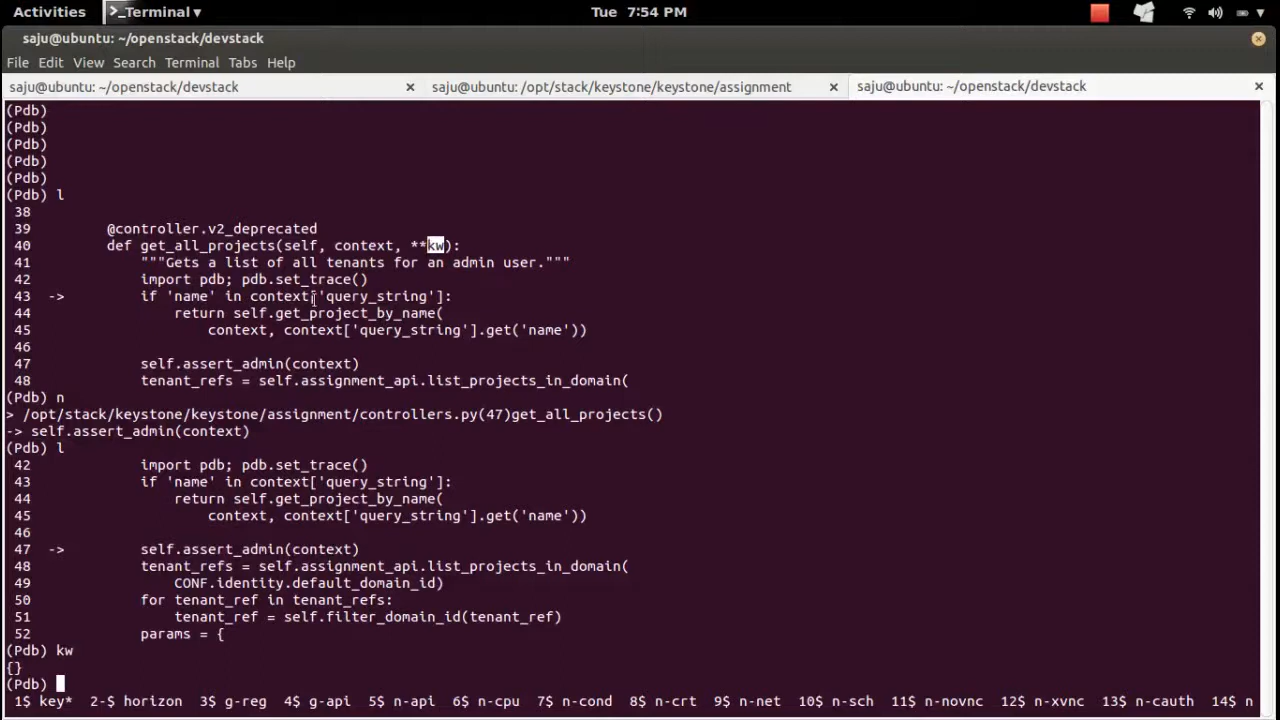 Activities Terminal ▾ Tue 7:54 PM
saju@ubuntu: ~/openstack/devstack
File Edit View Search Terminal Tabs Help
saju@ubuntu: ~/openstack/devstack saju@ubuntu: /opt/stack/keystone/keystone/assignment saju@ubuntu: ~/openstack/devstack
(Pdb)
(Pdb)
(Pdb)
(Pdb)
(Pdb)
(Pdb) l
38
39 @controller.v2_deprecated
40 def get_all_projects(self, context, **kw):
41 """Gets a list of all tenants for an admin user."""
42 import pdb; pdb.set_trace()
43 -> if 'name' in context['query_string']:
44 return self.get_project_by_name(
45 context, context['query_string'].get('name'))
46
47 self.assert_admin(context)
48 tenant_refs = self.assignment_api.list_projects_in_domain(
(Pdb) n
> /opt/stack/keystone/keystone/assignment/controllers.py(47)get_all_projects()
-> self.assert_admin(context)
(Pdb) l
42 import pdb; pdb.set_trace()
43 if 'name' in context['query_string']:
44 return self.get_project_by_name(
45 context, context['query_string'].get('name'))
46
47 -> self.assert_admin(context)
48 tenant_refs = self.assignment_api.list_projects_in_domain(
49 CONF.identity.default_domain_id)
50 for tenant_ref in tenant_refs:
51 tenant_ref = self.filter_domain_id(tenant_ref)
52 params = {
(Pdb) kw
{}
(Pdb)
1$ key* 2-$ horizon 3$ g-reg 4$ g-api 5$ n-api 6$ n-cpu 7$ n-cond 8$ n-crt 9$ n-net 10$ n-sch 11$ n-novnc 12$ n-xvnc 13$ n-cauth 14$ n